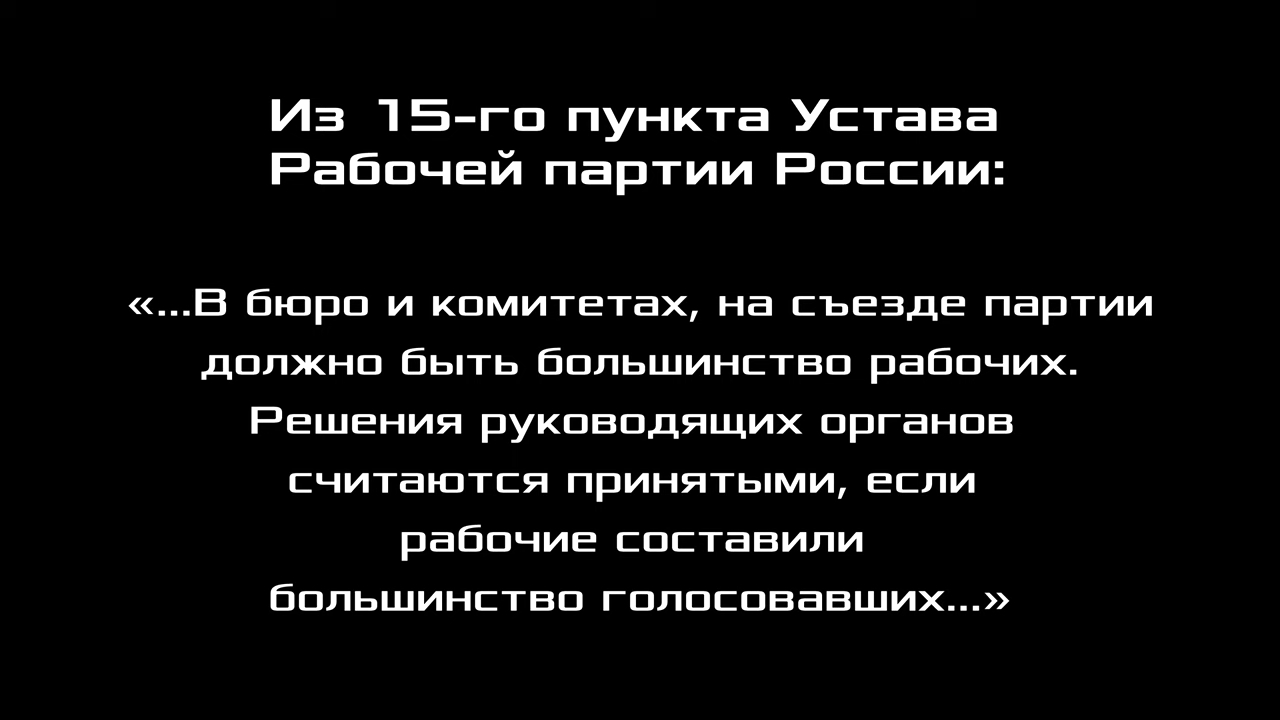 Из 15-го пункта Устава
Рабочей партии России:
«...В бюро и комитетах, на съезде партии
должно быть большинство рабочих.
Решения руководящих органов
считаются принятыми, если
рабочие составили
большинство голосовавших...»